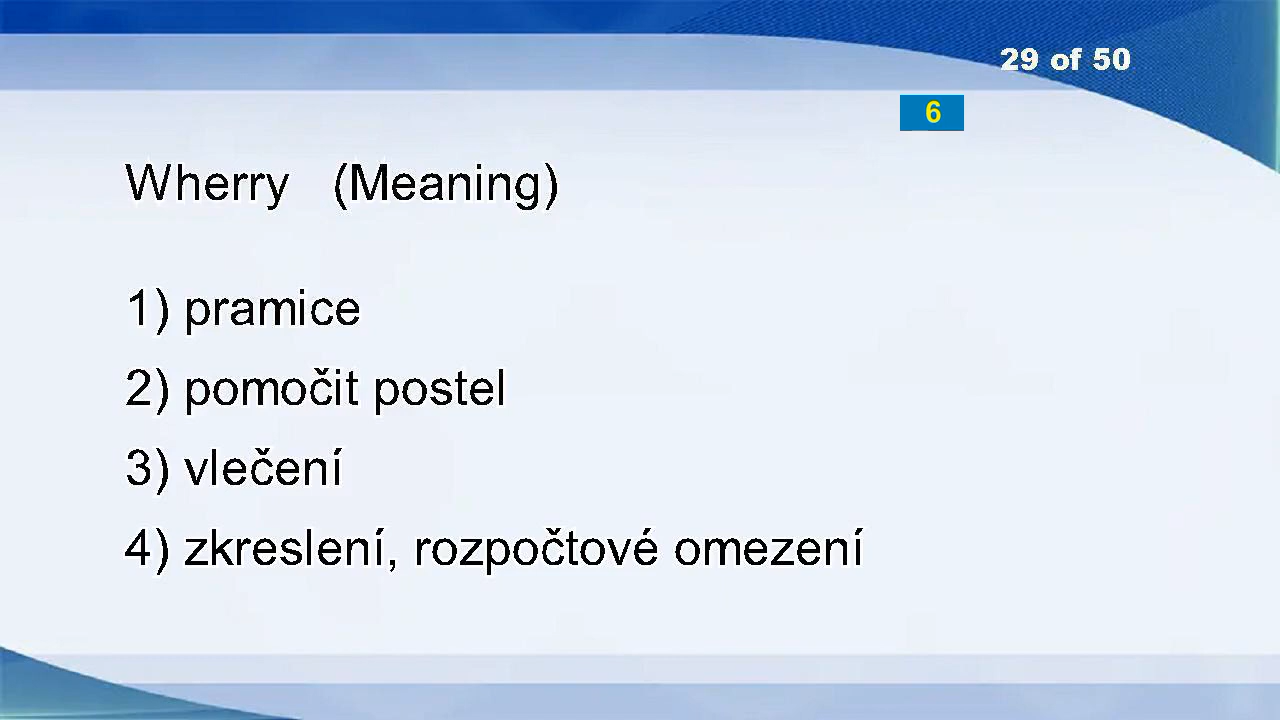 29 of 50
6
Wherry (Meaning)
1) pramice
2) pomočit postel
3) vlečení
4) zkreslení, rozpočtové omezení